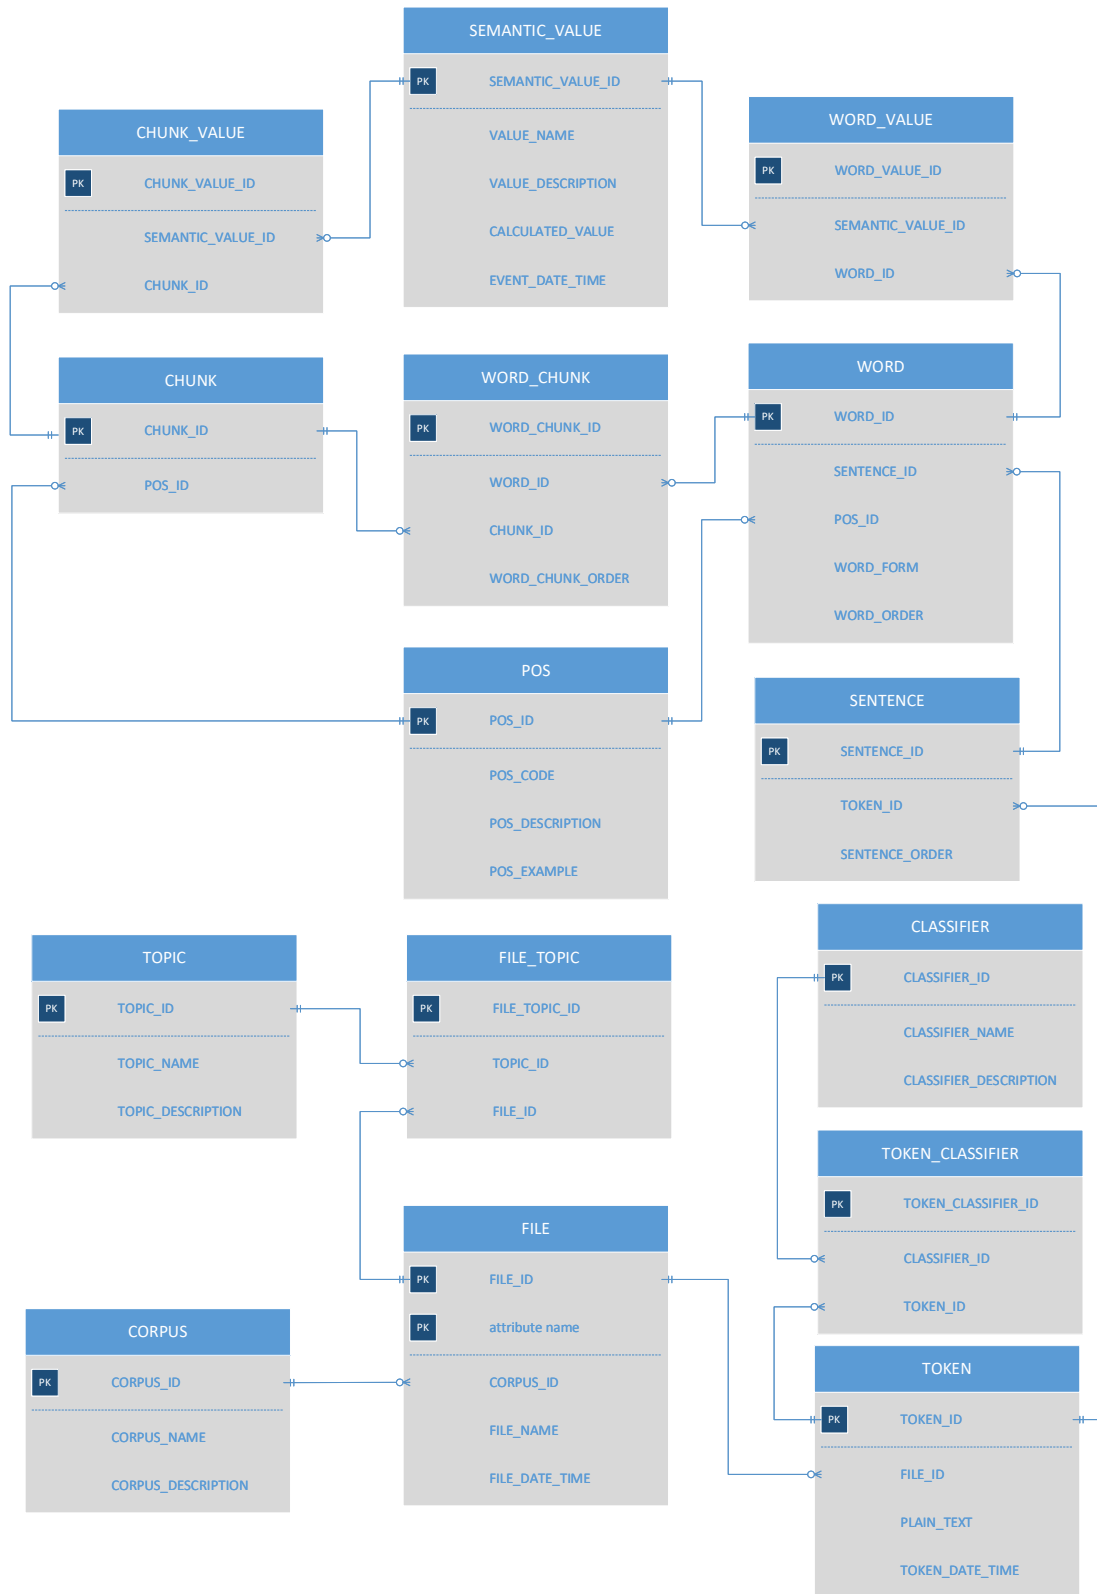 SEMANTIC_VALUE
PK SEMANTIC_VALUE_ID
VALUE_NAME
VALUE_DESCRIPTION
CALCULATED_VALUE
EVENT_DATE_TIME
CHUNK_VALUE
PK CHUNK_VALUE_ID
SEMANTIC_VALUE_ID
CHUNK_ID
WORD_VALUE
PK WORD_VALUE_ID
SEMANTIC_VALUE_ID
WORD_ID
CHUNK
PK CHUNK_ID
POS_ID
WORD_CHUNK
PK WORD_CHUNK_ID
WORD_ID
CHUNK_ID
WORD_CHUNK_ORDER
WORD
PK WORD_ID
SENTENCE_ID
POS_ID
WORD_FORM
WORD_ORDER
POS
PK POS_ID
POS_CODE
POS_DESCRIPTION
POS_EXAMPLE
SENTENCE
PK SENTENCE_ID
TOKEN_ID
SENTENCE_ORDER
TOPIC
PK TOPIC_ID
TOPIC_NAME
TOPIC_DESCRIPTION
FILE_TOPIC
PK FILE_TOPIC_ID
TOPIC_ID
FILE_ID
CLASSIFIER
PK CLASSIFIER_ID
CLASSIFIER_NAME
CLASSIFIER_DESCRIPTION
TOKEN_CLASSIFIER
PK TOKEN_CLASSIFIER_ID
CLASSIFIER_ID
TOKEN_ID
FILE
PK FILE_ID
PK attribute name
CORPUS_ID
FILE_NAME
FILE_DATE_TIME
CORPUS
PK CORPUS_ID
CORPUS_NAME
CORPUS_DESCRIPTION
TOKEN
PK TOKEN_ID
FILE_ID
PLAIN_TEXT
TOKEN_DATE_TIME